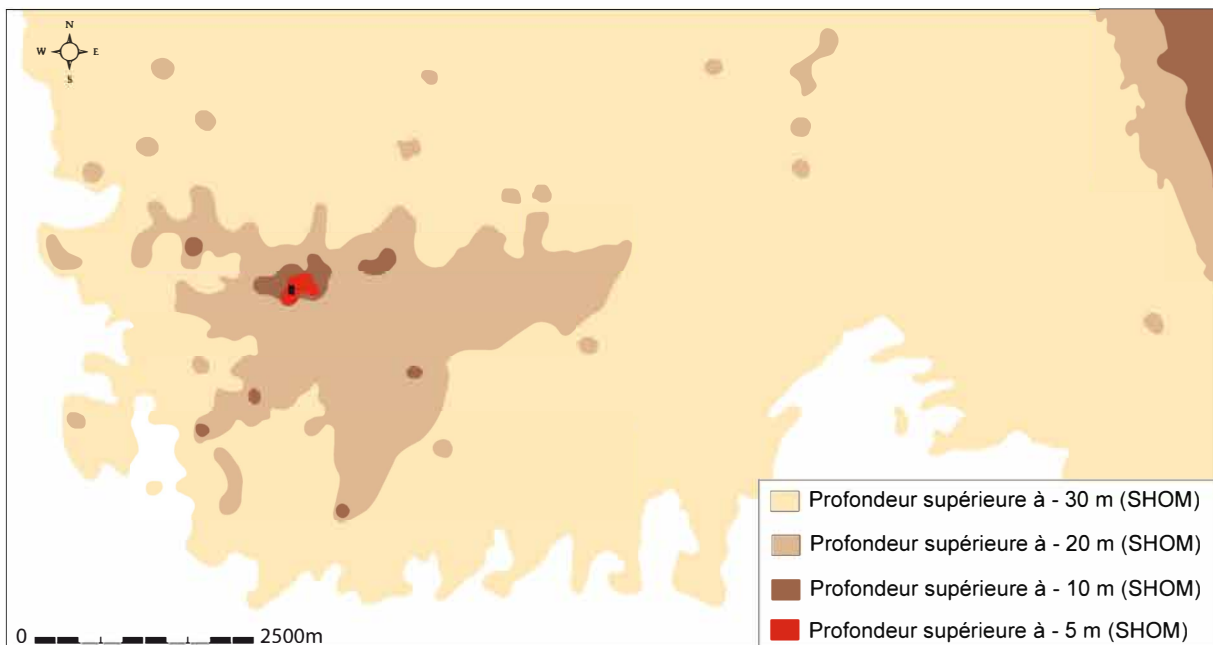 N
W E
S
Profondeur supérieure à - 30 m (SHOM)
Profondeur supérieure à - 20 m (SHOM)
Profondeur supérieure à - 10 m (SHOM)
Profondeur supérieure à - 5 m (SHOM)
0 2500m